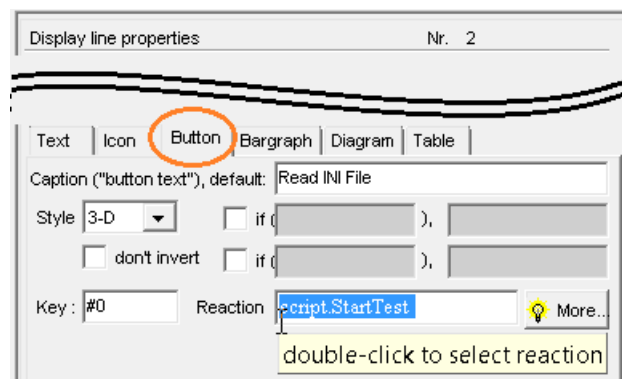 Display line properties Nr. 2
Text Icon Button Bargraph Diagram Table
Caption ("button text"), default: Read INI File
Style 3-D if ( ),
don't invert if ( ),
Key : #0 Reaction script.StartTest More...
double-click to select reaction